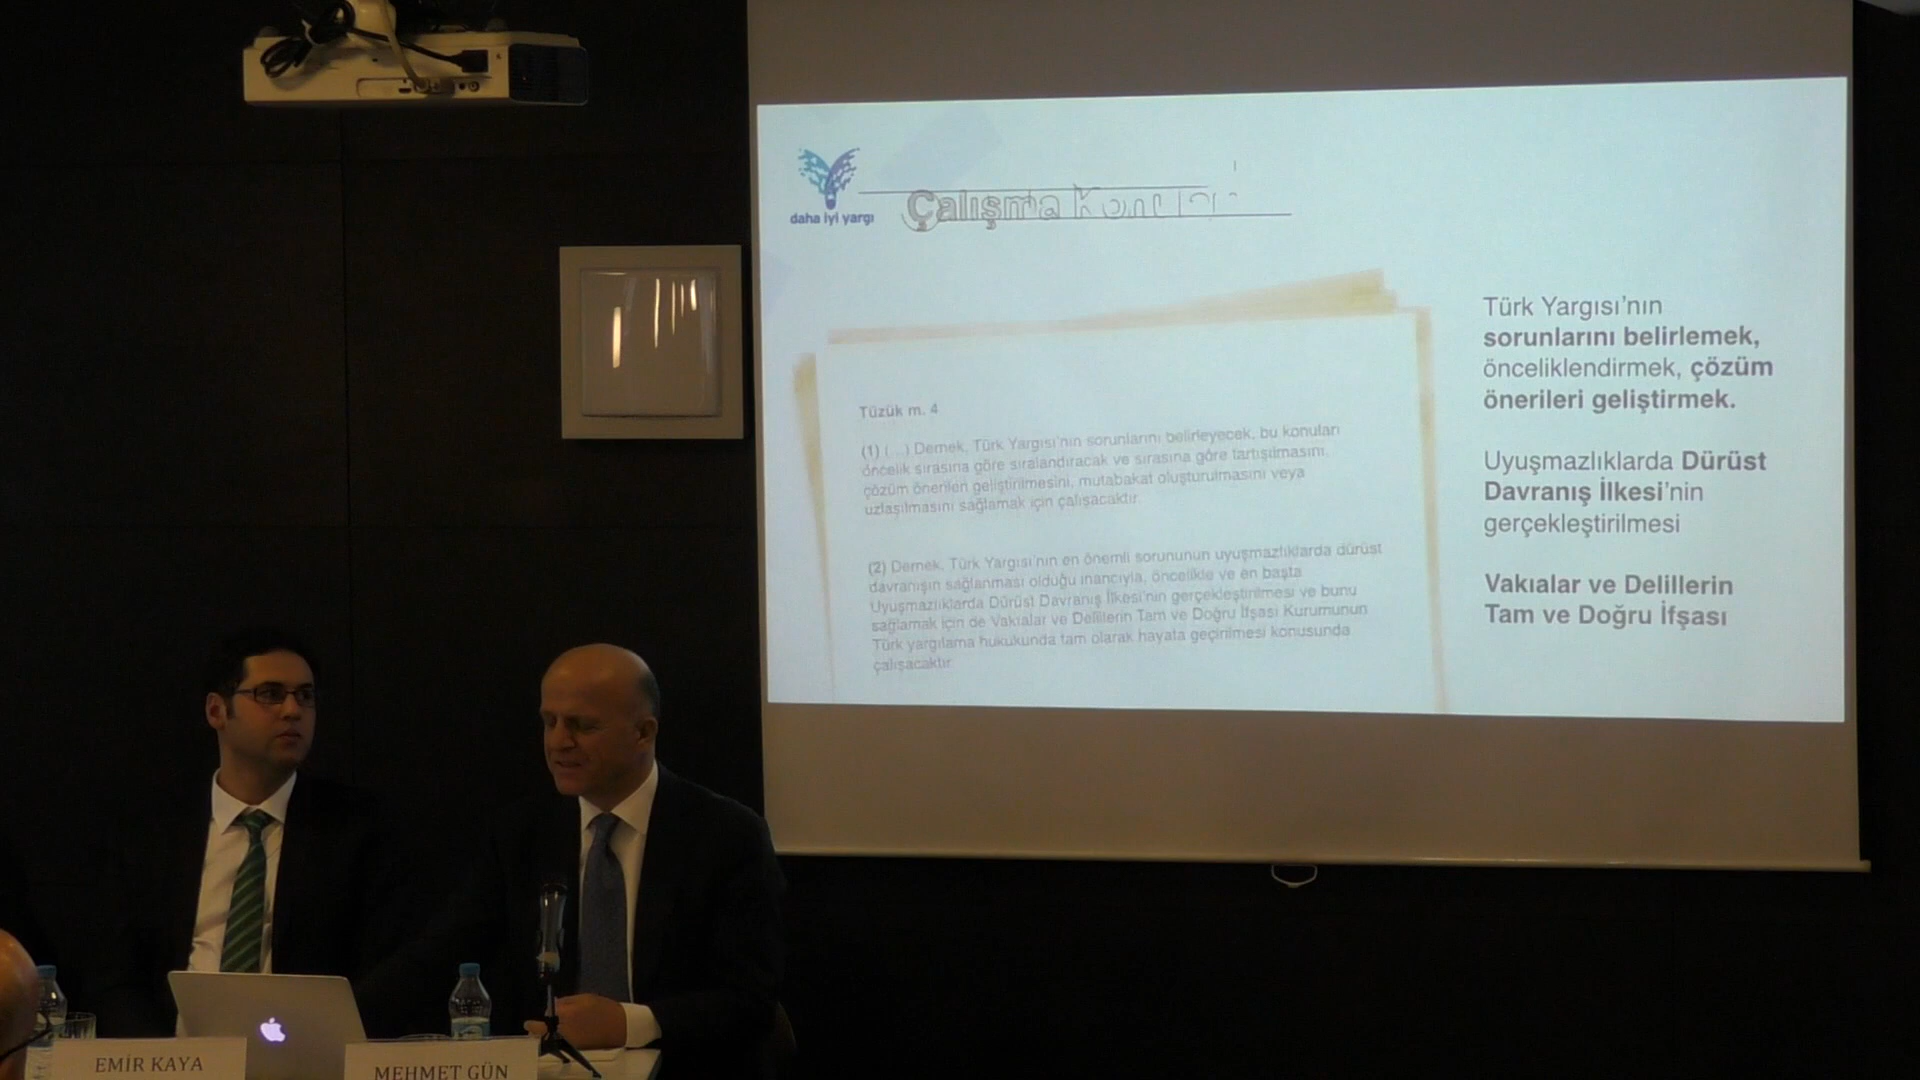 daha iyi yargı
Çalışma
Türk Yargısı'nın
sorunlarını belirlemek,
önceliklendirmek, çözüm
önerileri geliştirmek.
Uyuşmazlıklarda Dürüst
Davranış İlkesi'nin
gerçekleştirilmesi
Vakıalar ve Delillerin
Tam ve Doğru İfşası
Tüzük m. 4
(1) (...) Dernek, Türk Yargısı'nın sorunlarını belirleyecek, bu konuları
öncelik sırasına göre sıralandıracak ve sırasına göre tartışılmasını,
çözüm önerileri geliştirilmesini, mutabakat oluşturulmasını veya
uzlaşılmasını sağlamak için çalışacaktır.
(2) Dernek, Türk Yargısı'nın en önemli sorununun uyuşmazlıklarda dürüst
davranışın sağlanması olduğu inancıyla, öncelikle ve en başta
Uyuşmazlıklarda Dürüst Davranış İlkesi'nin gerçekleştirilmesi ve bunu
sağlamak için de Vakıalar ve Delillerin Tam ve Doğru İfşası Kurumunun
Türk yargılama hukukunda tam olarak hayata geçirilmesi konusunda
çalışacaktır.
EMİR KAYA
MEHMET GÜN